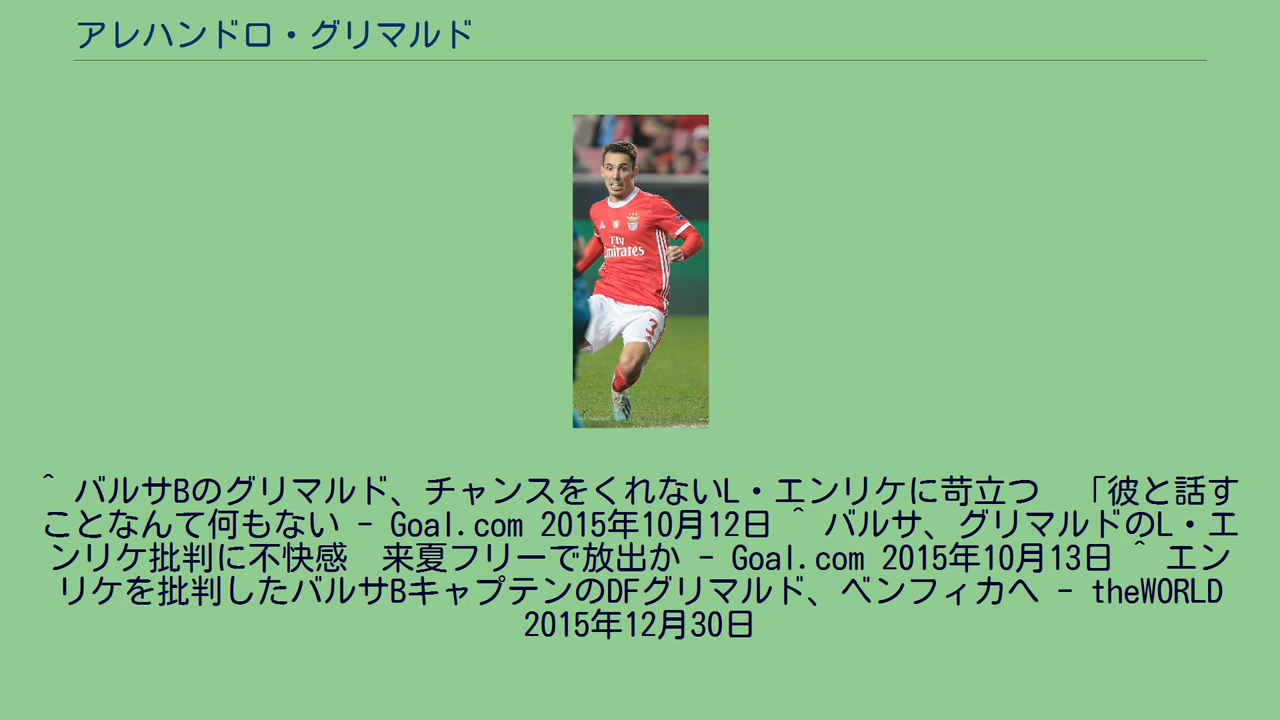 アレハンドロ・グリマルド
Fly
Emirates
3
^ バルサBのグリマルド、チャンスをくれないL・エンリケに苛立つ　「彼と話す
ことなんて何もない - Goal.com 2015年10月12日 ^ バルサ、グリマルドのL・エ
ンリケ批判に不快感　来夏フリーで放出か - Goal.com 2015年10月13日 ^ エン
リケを批判したバルサBキャプテンのDFグリマルド、ベンフィカへ - theWORLD
2015年12月30日